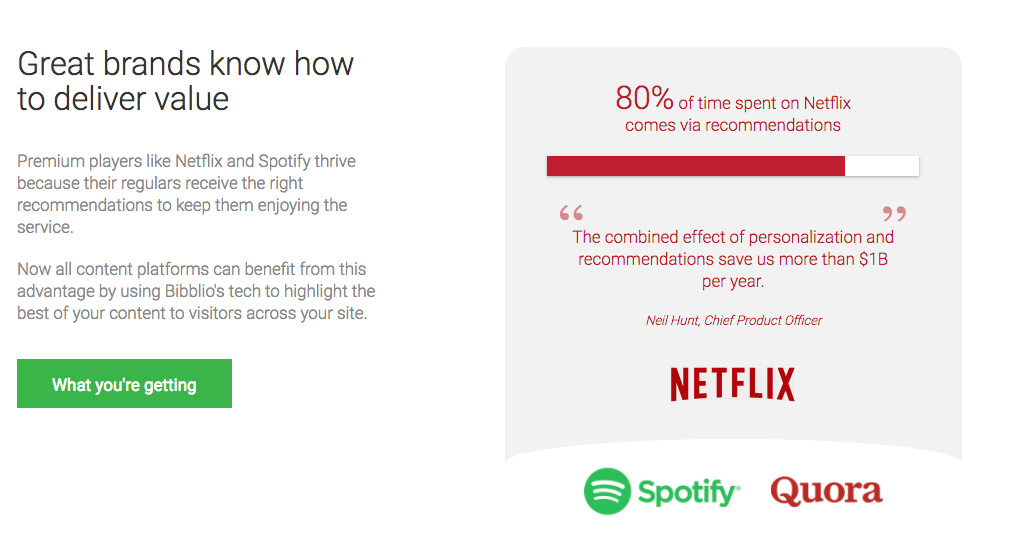 Great brands know how
to deliver value
Premium players like Netflix and Spotify thrive
because their regulars receive the right
recommendations to keep them enjoying the
service.
Now all content platforms can benefit from this
advantage by using Bibblio's tech to highlight the
best of your content to visitors across your site.
What you're getting
80% of time spent on Netflix
comes via recommendations
“ ”
The combined effect of personalization and
recommendations save us more than $1B
per year.
Neil Hunt, Chief Product Officer
NETFLIX
Spotify Quora